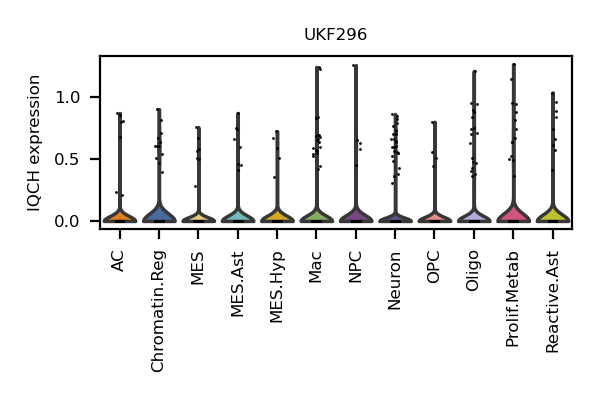 UKF296
IQCH expression
1.0
0.5
0.0
AC
Chromatin.Reg
MES
MES.Ast
MES.Hyp
Mac
NPC
Neuron
OPC
Oligo
Prolif.Metab
Reactive.Ast